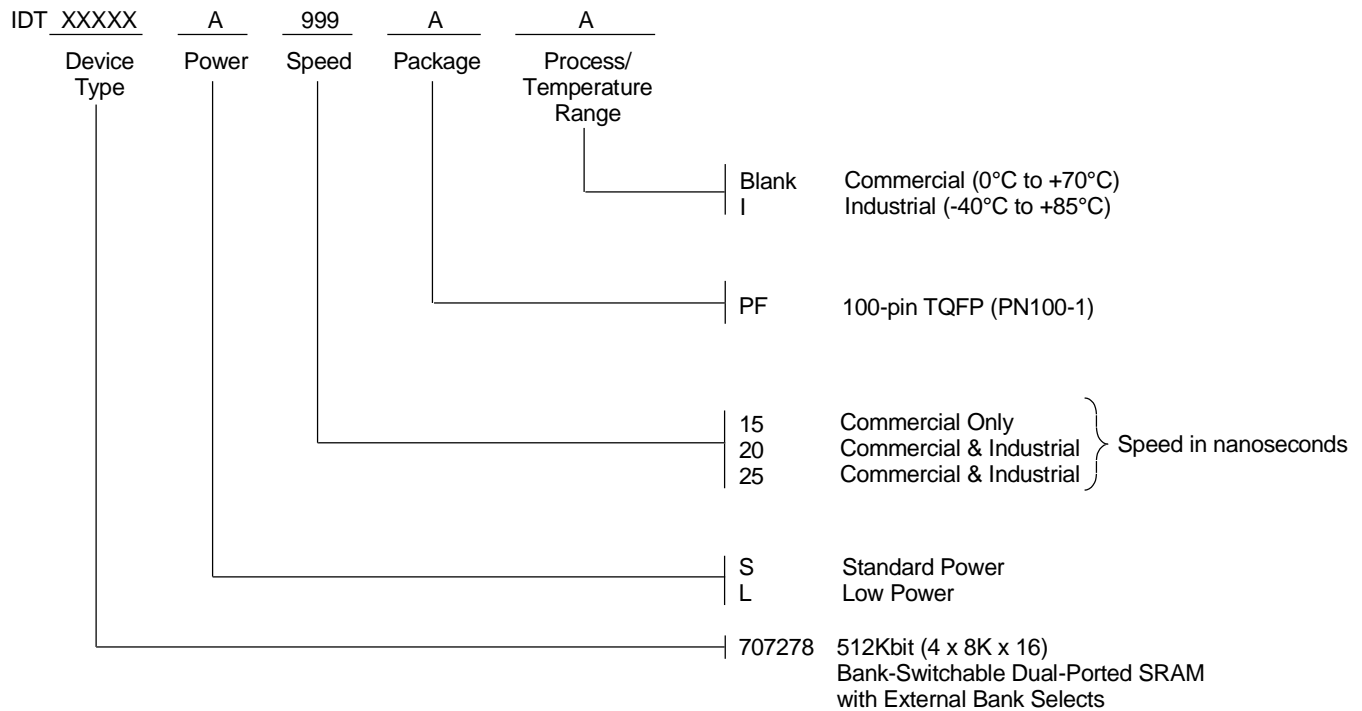 IDT XXXXX A 999 A A
Device Type Power Speed Package Process/ Temperature Range
Blank Commercial (0°C to +70°C)
I Industrial (-40°C to +85°C)
PF 100-pin TQFP (PN100-1)
15 Commercial Only
20 Commercial & Industrial Speed in nanoseconds
25 Commercial & Industrial
S Standard Power
L Low Power
707278 512Kbit (4 x 8K x 16)
Bank-Switchable Dual-Ported SRAM
with External Bank Selects